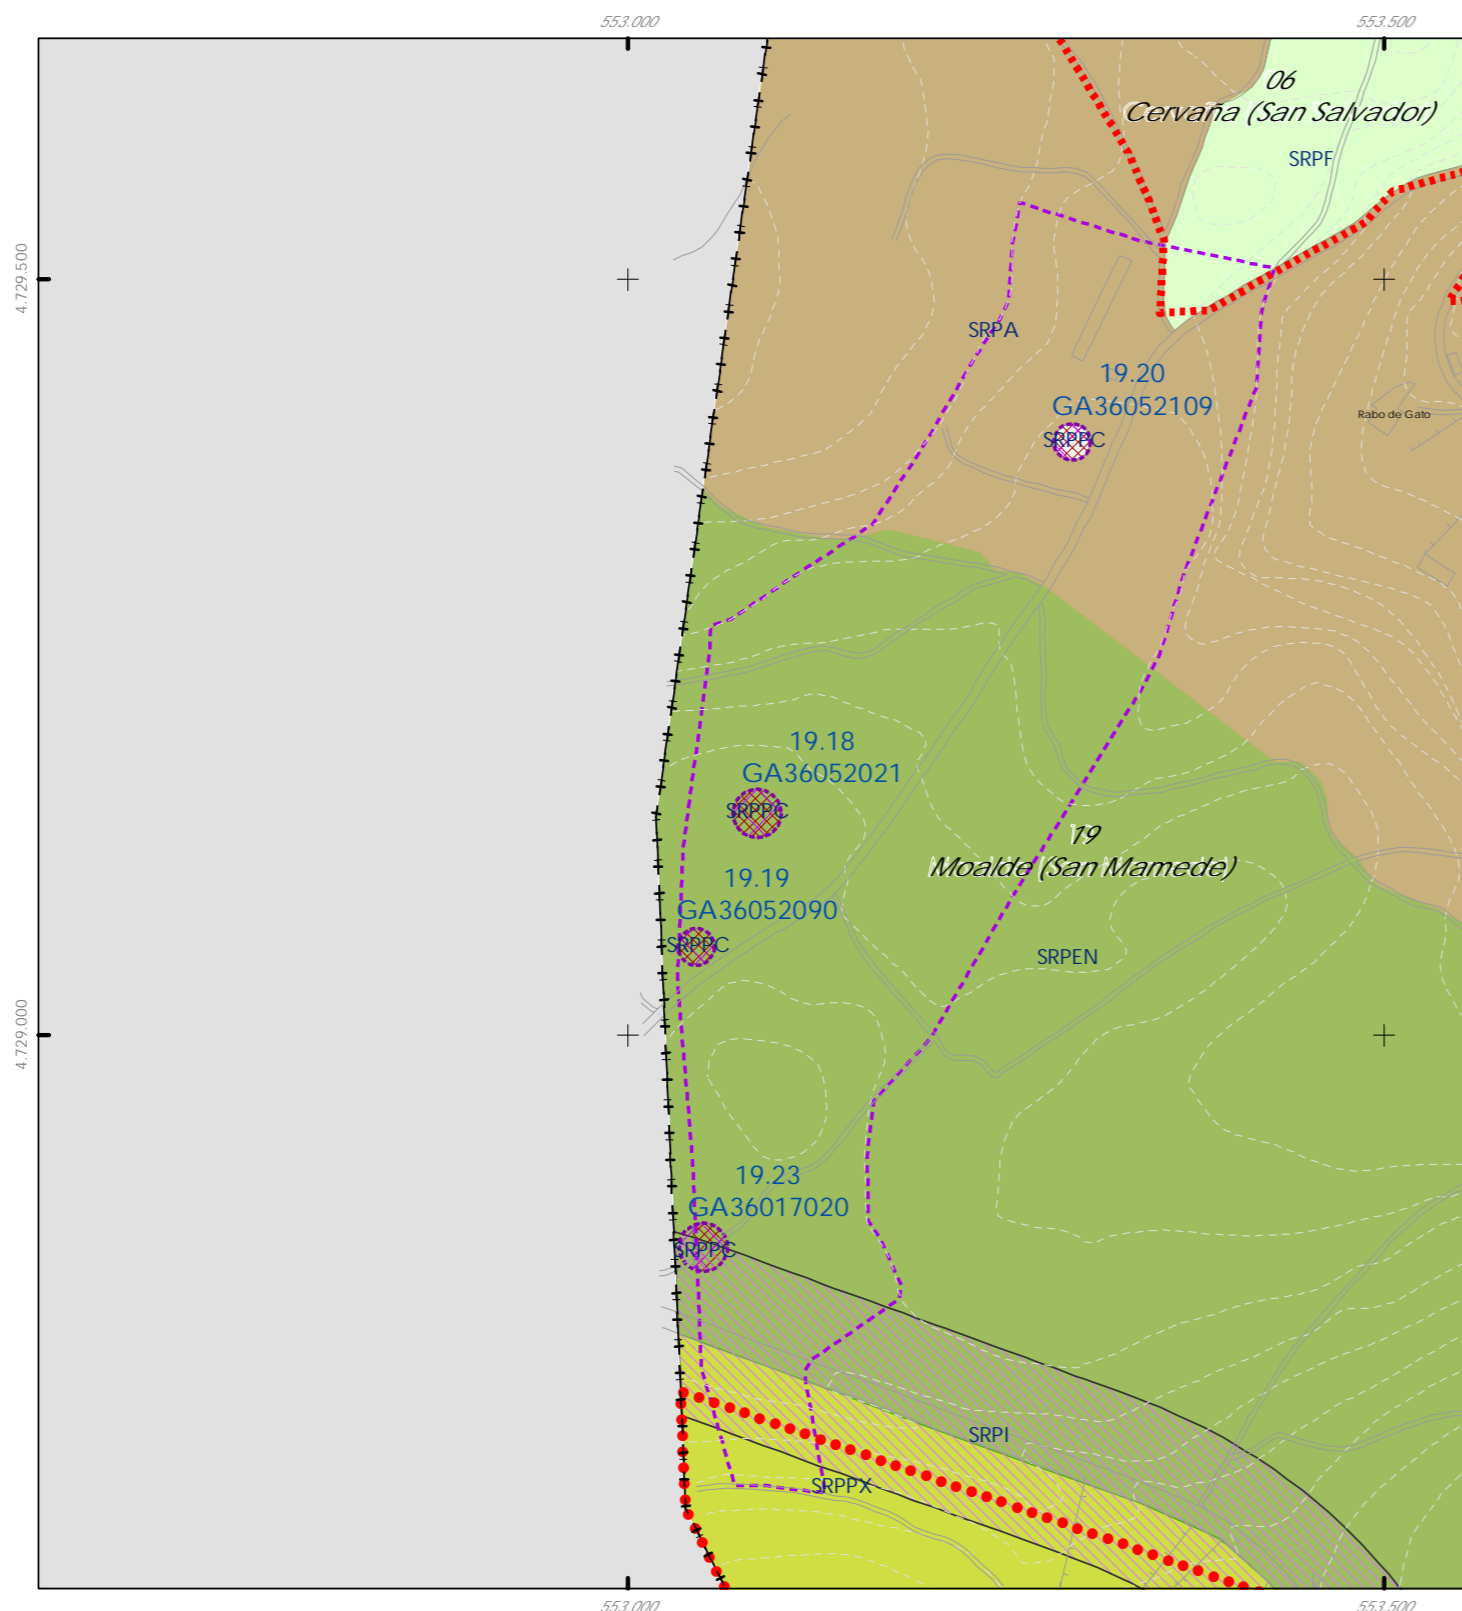 553.000
553.500
06
Cervaña (San Salvador)
SRPF
4.729.500
SRPA
19.20
GA36052109
SRPPC
Rabo de Gato
19.18
GA36052021
SRPPC
19
Moalde (San Mamede)
19.19
GA36052090
SRPPC
SRPEN
4.729.000
19.23
GA36017020
SRPPC
SRPI
SRPPX
553.000
553.500